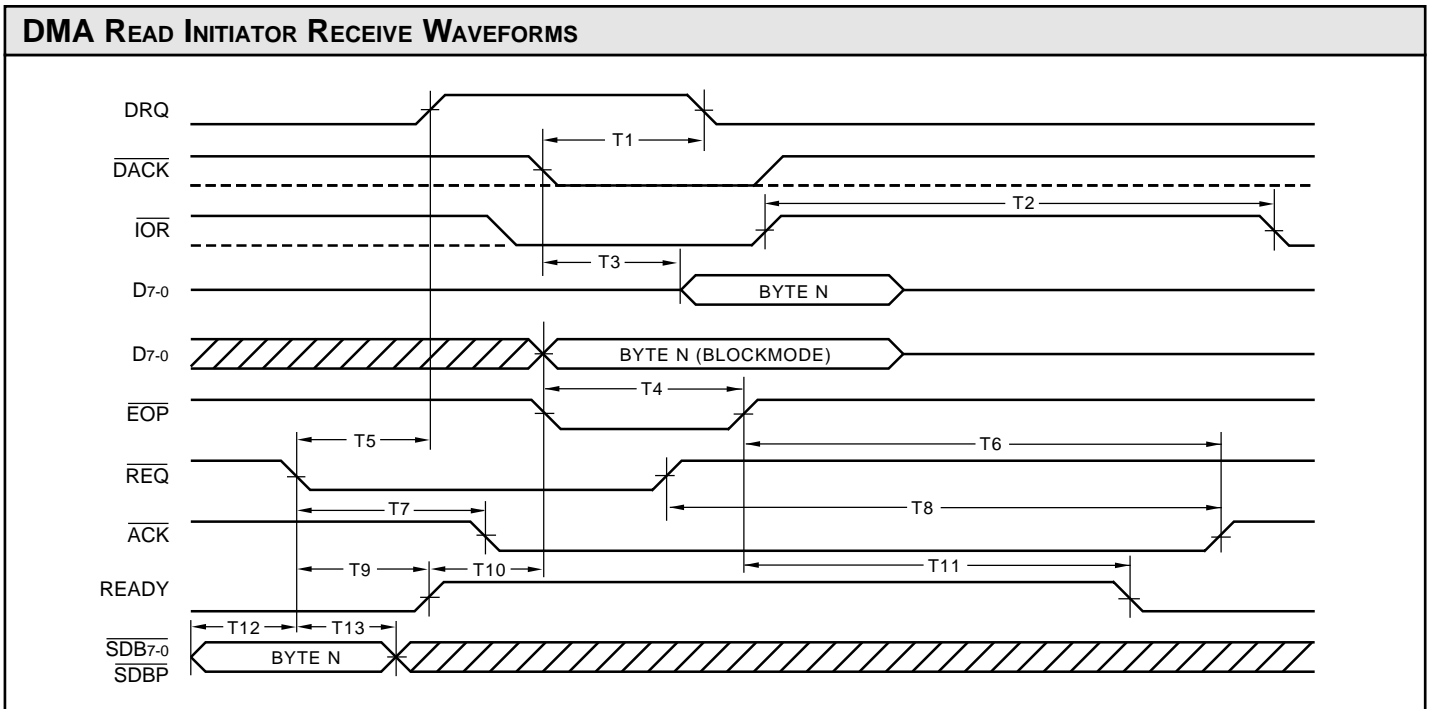 DMA READ INITIATOR RECEIVE WAVEFORMS
DRQ
T1
DACK
T2
IOR
T3
D7-0 BYTE N
D7-0 BYTE N (BLOCKMODE)
T4
EOP
T5 T6
REQ
T7 T8
ACK
T9 T10 T11
READY
T12 T13
SDB7-0
BYTE N
SDBP